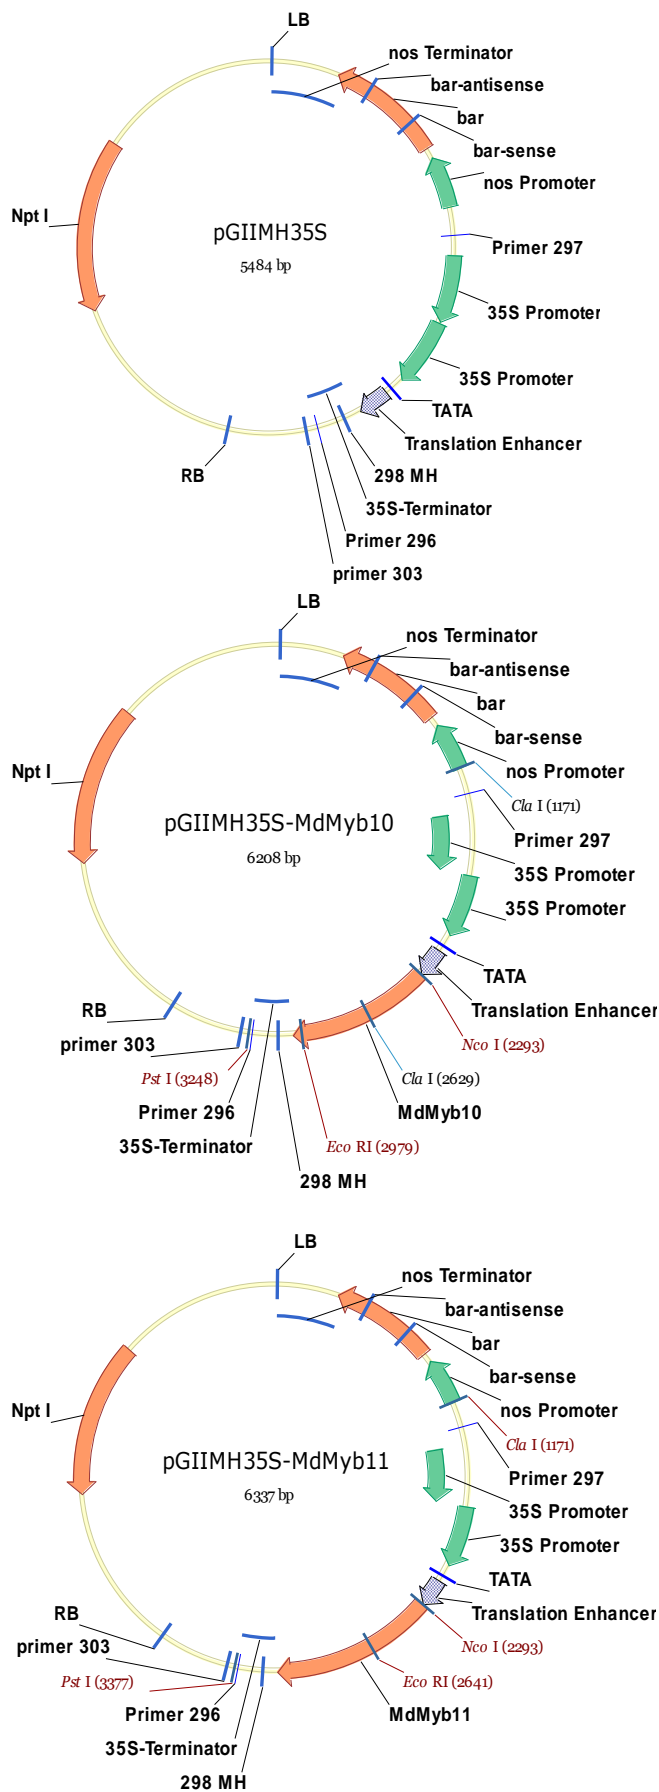 LB
nos Terminator
bar-antisense
bar
bar-sense
nos Promoter
Npt I
pGIIMH35S
5484 bp
Primer 297
35S Promoter
35S Promoter
TATA
Translation Enhancer
298 MH
RB
35S-Terminator
Primer 296
primer 303
LB
nos Terminator
bar-antisense
bar
bar-sense
nos Promoter
Npt I
Cla I (1171)
pGIIMH35S-MdMyb10
6208 bp
Primer 297
35S Promoter
35S Promoter
TATA
Translation Enhancer
RB
primer 303
Nco I (2293)
Pst I (3248)
Cla I (2629)
Primer 296
MdMyb10
35S-Terminator
Eco RI (2979)
298 MH
LB
nos Terminator
bar-antisense
bar
bar-sense
nos Promoter
Npt I
Cla I (1171)
pGIIMH35S-MdMyb11
6337 bp
Primer 297
35S Promoter
35S Promoter
TATA
Translation Enhancer
RB
primer 303
Nco I (2293)
Pst I (3377)
Eco RI (2641)
Primer 296
MdMyb11
35S-Terminator
298 MH